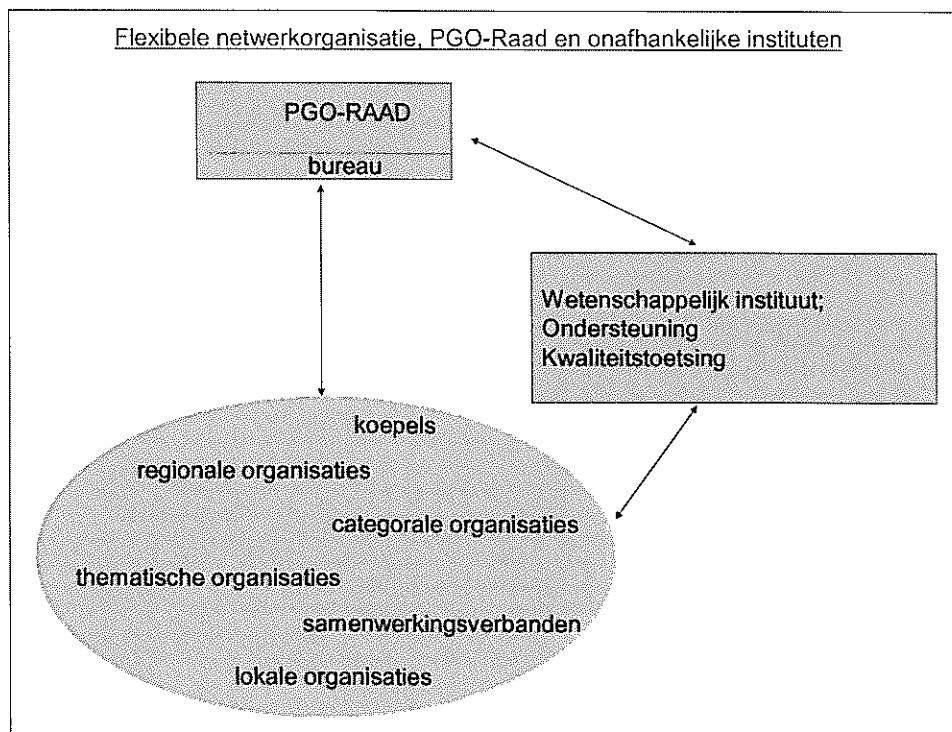 Flexibele netwerkorganisatie, PGO-Raad en onafhankelijke instituten
PGO-RAAD
bureau
Wetenschappelijk instituut;
Ondersteuning
Kwaliteitstoetsing
koepels
regionale organisaties
categorale organisaties
thematische organisaties
samenwerkingsverbanden
lokale organisaties